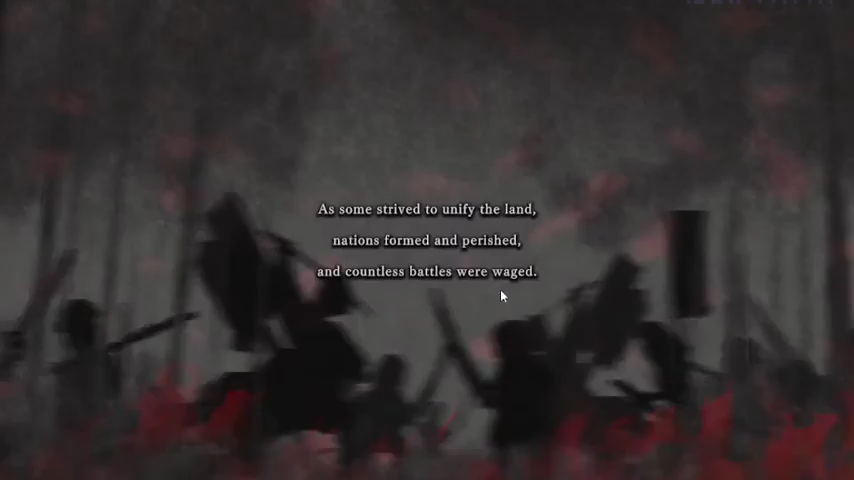 As some strived to unify the land,
nations formed and perished,
and countless battles were waged.